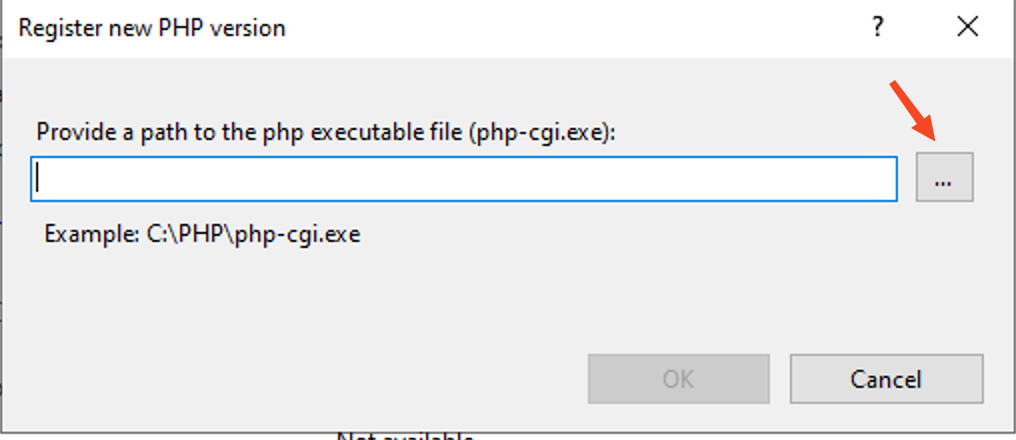 Register new PHP version
?
Provide a path to the php executable file (php-cgi.exe):
...
Example: C:\PHP\php-cgi.exe
OK
Cancel
Not available